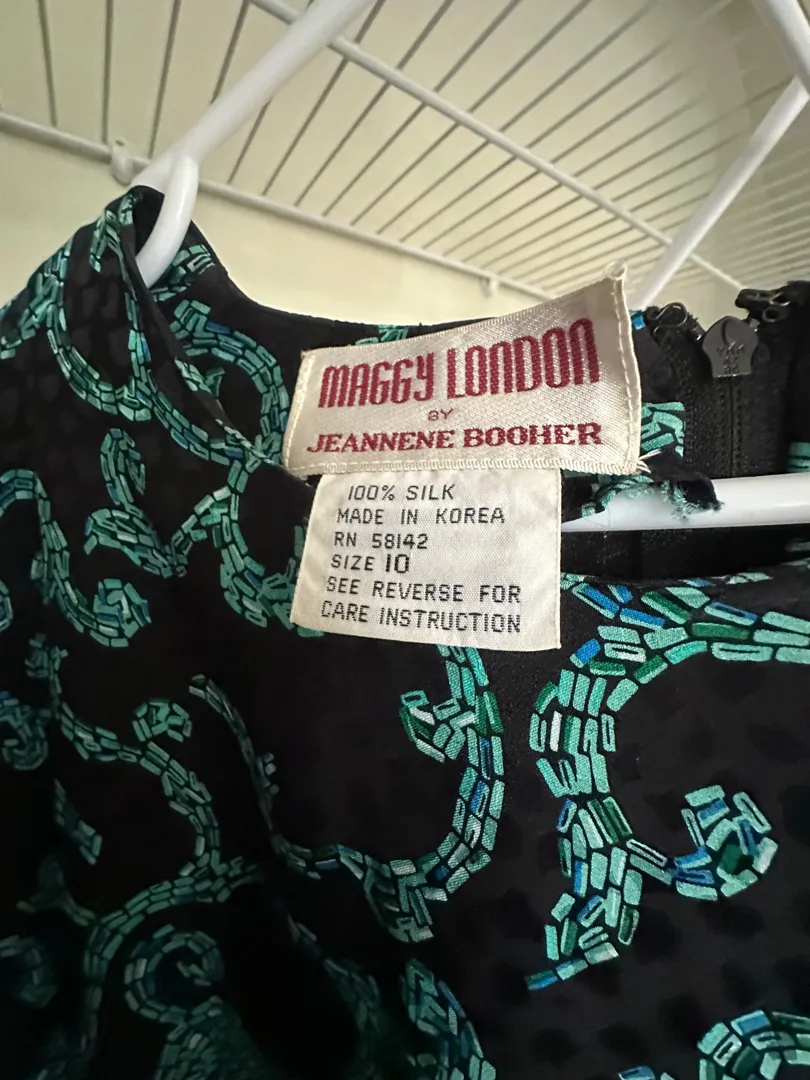 MAGGY LONDON
BY
JEANNENE BOOHER
100% SILK
MADE IN KOREA
RN 58142
SIZE 10
SEE REVERSE FOR
CARE INSTRUCTION